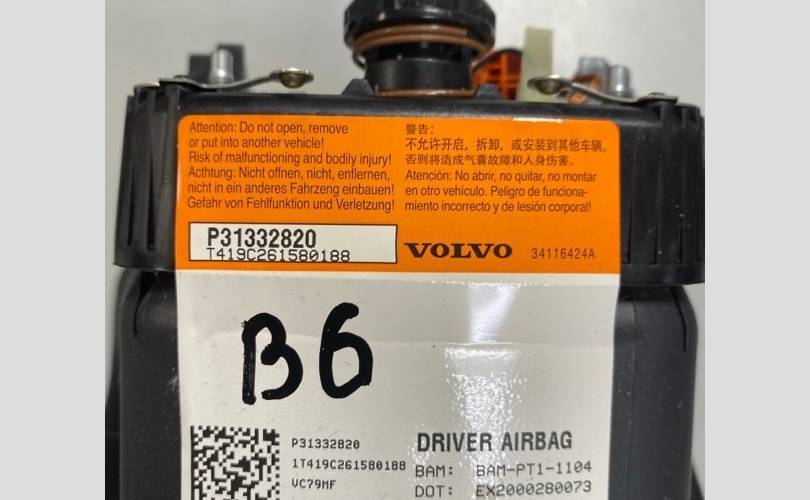 Attention: Do not open, remove
or put into another vehicle!
Risk of malfunctioning and bodily injury!
Achthung: Nicht offnen, nicht, enflernen,
nicht in ein anderes Fahrzeng einbauen!
Gefahr von Fehlfunktion und Verletzung!
警告:
不允许开启，拆卸，或安装到其他车辆。
否则将造成气囊故障和人身伤害。
Atención: No abrir, no quitar, no montar
en otro vehículo. Peligro de funciona-
miento incorrecto y de lesión corporal!
P31332820
T419C261580188
VOLVO
34116424A
B6
P31332820
1T419C261580188
VC79MF
DRIVER AIRBAG
BAM: BAM-PT1-1104
DOT: EX2000280073